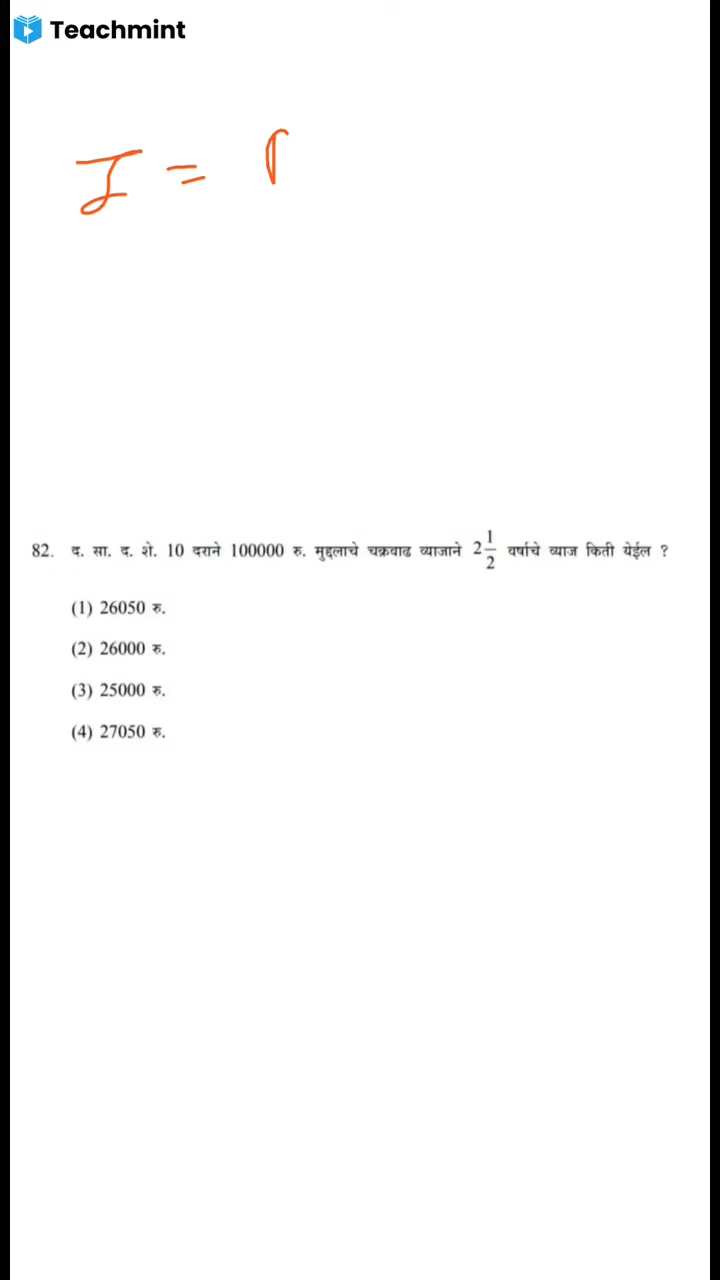 Teachmint
I =
82. द. सा. द. शे. 10 दराने 100000 रु. मुद्दलाचे चक्रवाढ व्याजाने 2 1/2 वर्षाचे व्याज किती येईल ?
(1) 26050 रु.
(2) 26000 रु.
(3) 25000 रु.
(4) 27050 रु.